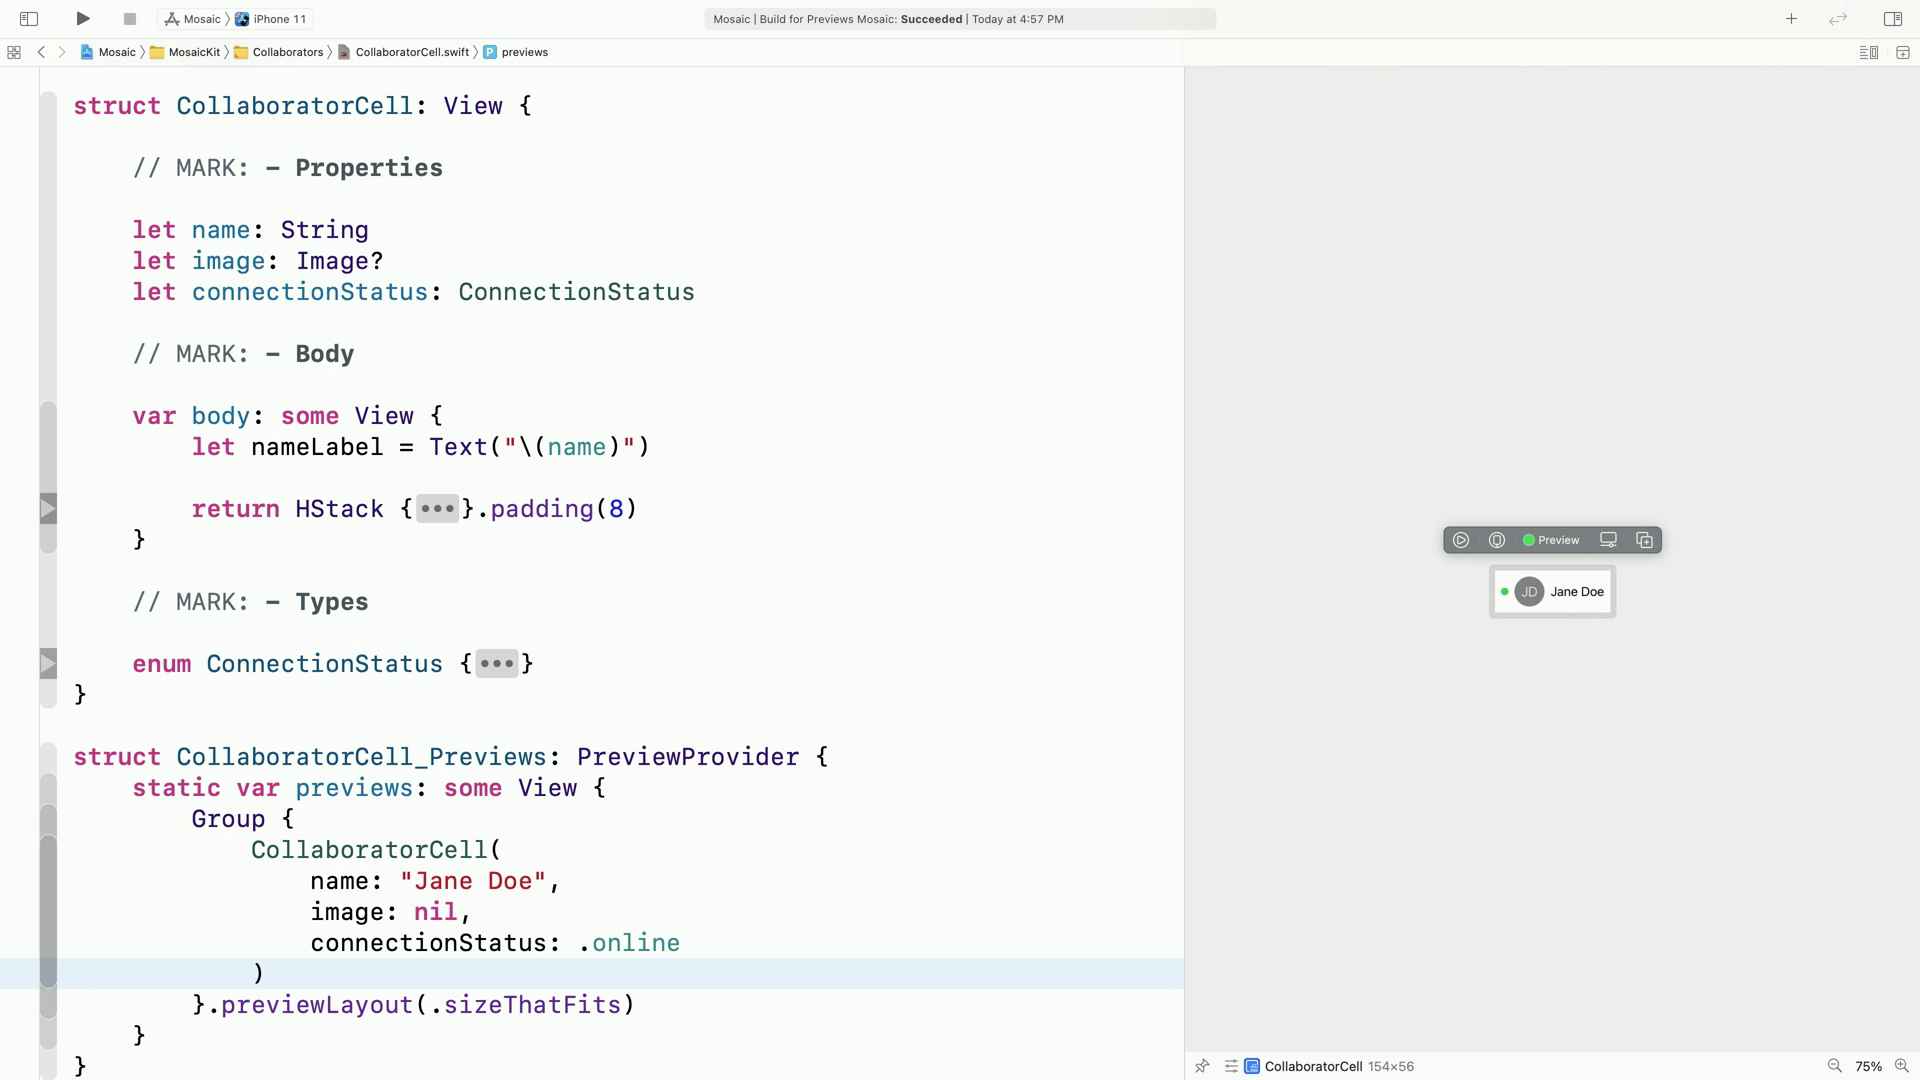 Mosaic 〉 iPhone 11
Mosaic | Build for Previews Mosaic: Succeeded | Today at 4:57 PM
Mosaic 〉 MosaicKit 〉 Collaborators 〉 CollaboratorCell.swift 〉 P previews
struct CollaboratorCell: View {
// MARK: - Properties
let name: String
let image: Image?
let connectionStatus: ConnectionStatus
// MARK: - Body
var body: some View {
let nameLabel = Text("\(name)")
return HStack {•••}.padding(8)
}
// MARK: - Types
enum ConnectionStatus {•••}
}
struct CollaboratorCell_Previews: PreviewProvider {
static var previews: some View {
Group {
CollaboratorCell(
name: "Jane Doe",
image: nil,
connectionStatus: .online
)
}.previewLayout(.sizeThatFits)
}
}
Preview
JD Jane Doe
CollaboratorCell 154×56
75%